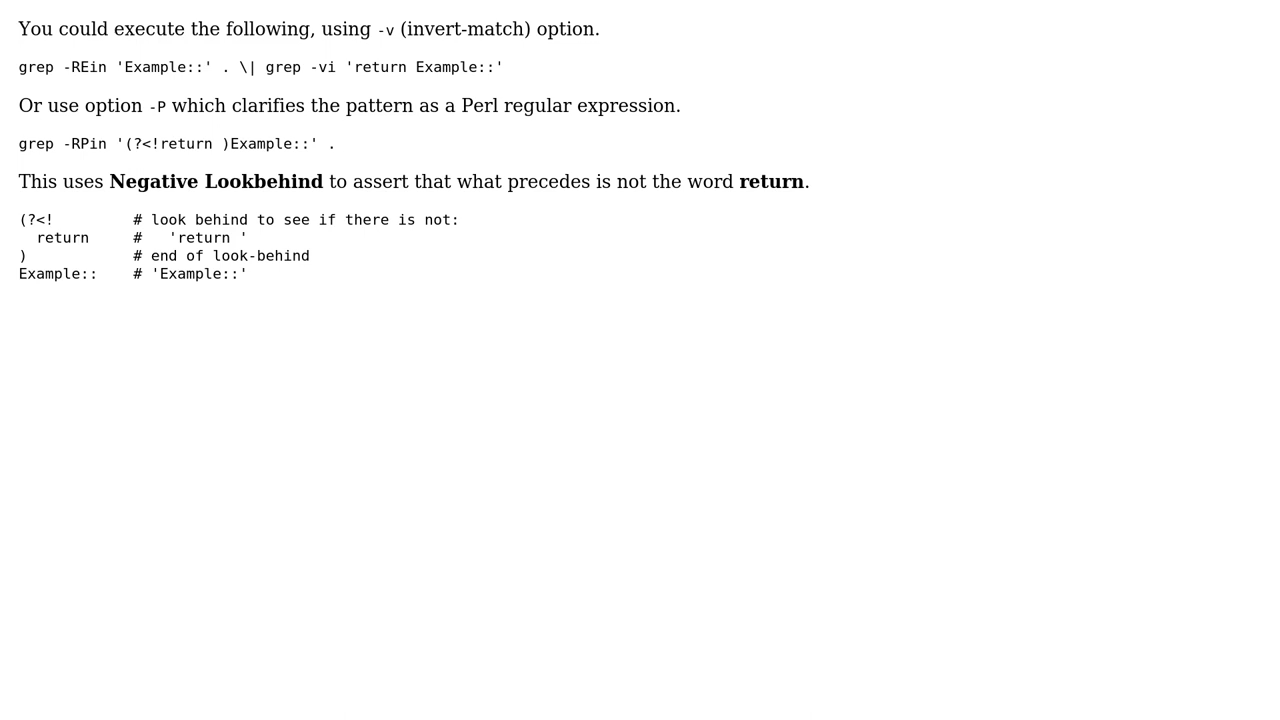 You could execute the following, using -v (invert-match) option.
grep -REin 'Example::' . \| grep -vi 'return Example::'
Or use option -P which clarifies the pattern as a Perl regular expression.
grep -RPin '(?<!return )Example::' .
This uses Negative Lookbehind to assert that what precedes is not the word return.
(?<!         # look behind to see if there is not:
  return     #   'return '
)            # end of look-behind
Example::    # 'Example::'